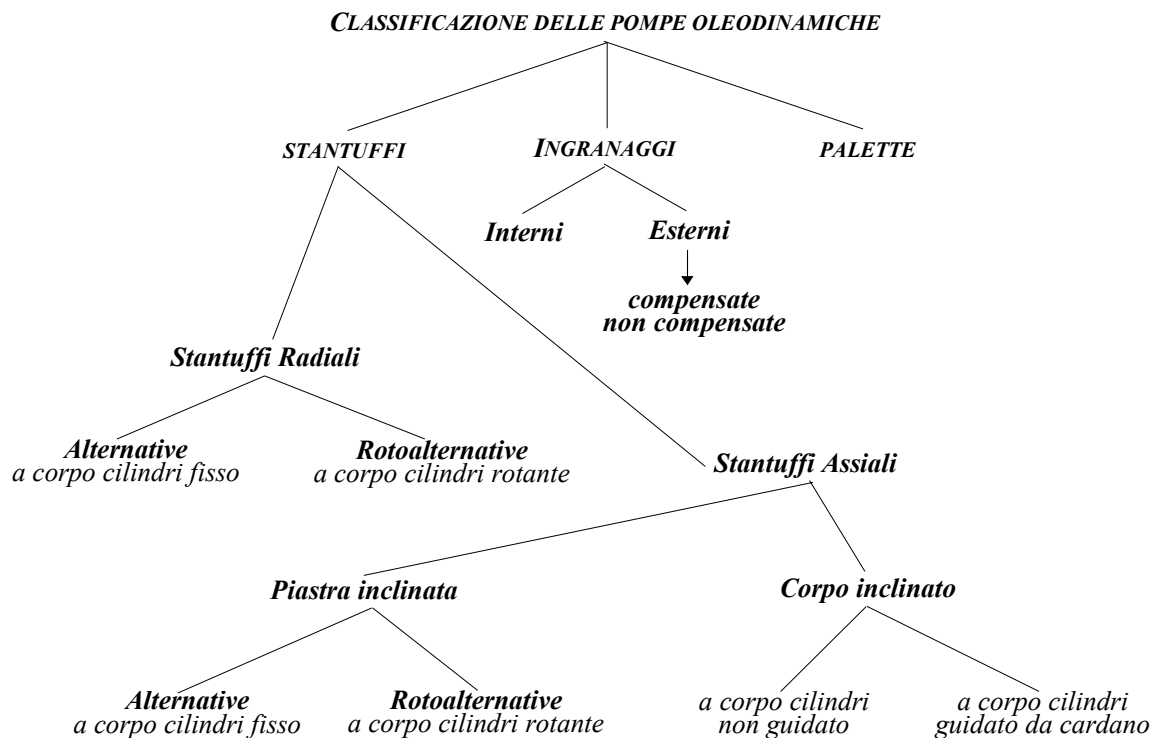 CLASSIFICAZIONE DELLE POMPE OLEODINAMICHE
STANTUFFI
INGRANAGGI
PALETTE
Interni
Esterni
compensate
non compensate
Stantuffi Radiali
Alternative
a corpo cilindri fisso
Rotoalternative
a corpo cilindri rotante
Stantuffi Assiali
Piastra inclinata
Corpo inclinato
Alternative
a corpo cilindri fisso
Rotoalternative
a corpo cilindri rotante
a corpo cilindri
non guidato
a corpo cilindri
guidato da cardano